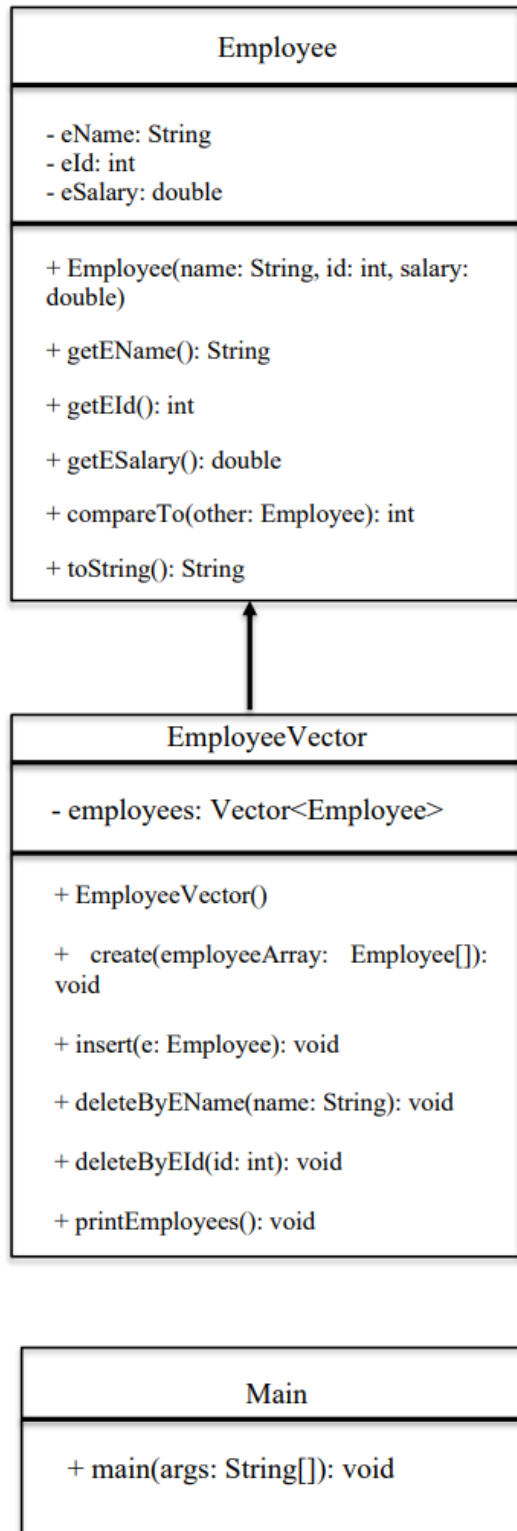 Employee
- eName: String
- eId: int
- eSalary: double
+ Employee(name: String, id: int, salary:
double)
+ getEName(): String
+ getEId(): int
+ getESalary(): double
+ compareTo(other: Employee): int
+ toString(): String
EmployeeVector
- employees: Vector<Employee>
+ EmployeeVector()
+ create(employeeArray: Employee[]):
void
+ insert(e: Employee): void
+ deleteByEName(name: String): void
+ deleteByEId(id: int): void
+ printEmployees(): void
Main
+ main(args: String[]): void